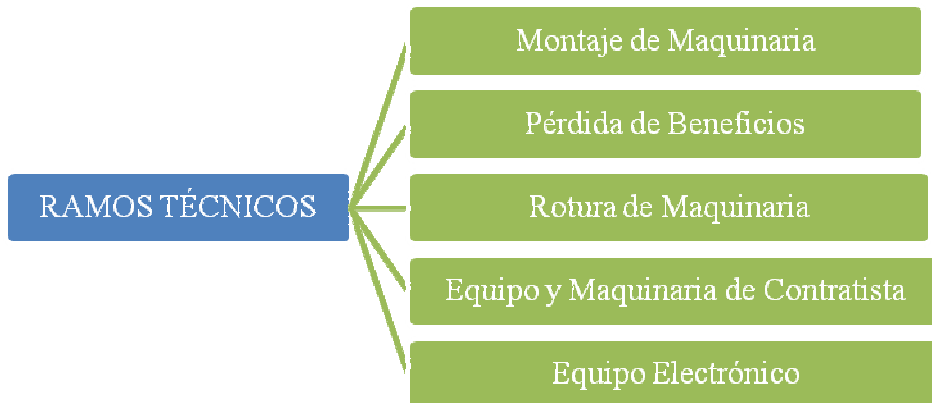 RAMOS TÉCNICOS
Montaje de Maquinaria
Pérdida de Beneficios
Rotura de Maquinaria
Equipo y Maquinaria de Contratista
Equipo Electrónico